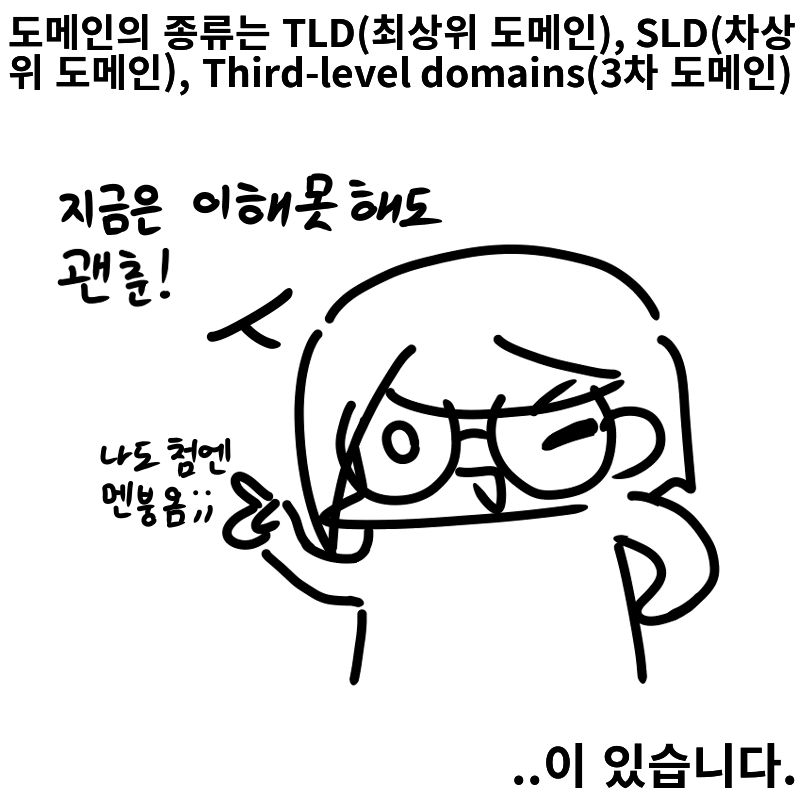 도메인의 종류는 TLD(최상위 도메인), SLD(차상
위 도메인), Third-level domains(3차 도메인)
지금은 이해못해도
괜춘!
나도 첨엔
멘붕옴;;
..이 있습니다.